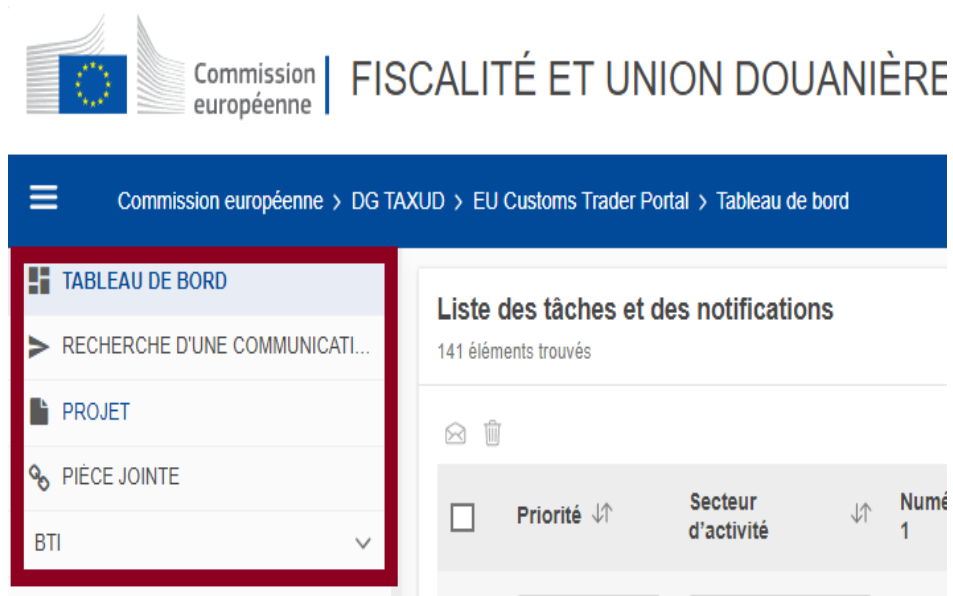 Commission
européenne
FISCALITÉ ET UNION DOUANIÈRE
Commission européenne > DG TAXUD > EU Customs Trader Portal > Tableau de bord
TABLEAU DE BORD
RECHERCHE D'UNE COMMUNICATI...
PROJET
PIÈCE JOINTE
BTI
Liste des tâches et des notifications
141 éléments trouvés
Priorité
Secteur
d'activité
Numé
1